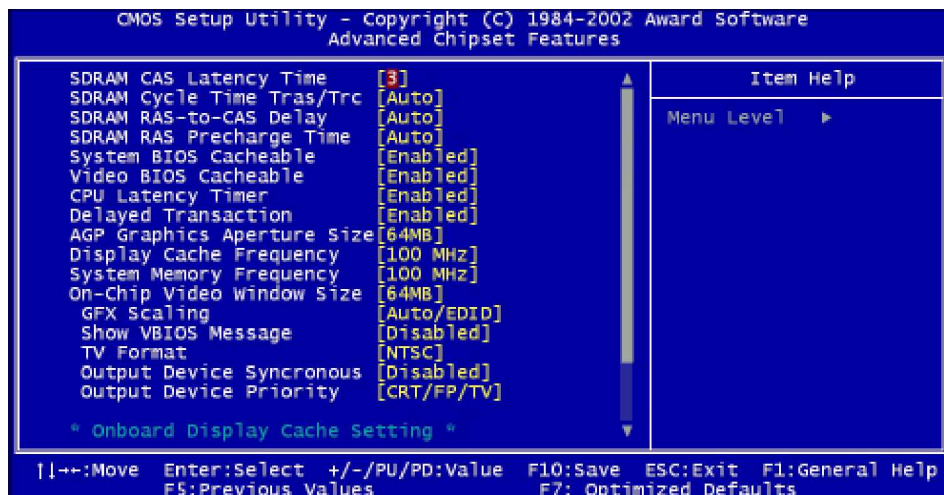 CMOS Setup Utility - Copyright (C) 1984-2002 Award Software
Advanced Chipset Features
SDRAM CAS Latency Time [3]
SDRAM Cycle Time Tras/Trc [Auto]
SDRAM RAS-to-CAS Delay [Auto]
SDRAM RAS Precharge Time [Auto]
System BIOS Cacheable [Enabled]
Video BIOS Cacheable [Enabled]
CPU Latency Timer [Enabled]
Delayed Transaction [Enabled]
AGP Graphics Aperture Size[64MB]
Display Cache Frequency [100 MHz]
System Memory Frequency [100 MHz]
On-Chip Video Window Size [64MB]
GFX Scaling [Auto/EDID]
Show VBIOS Message [Disabled]
TV Format [NTSC]
Output Device Syncronous [Disabled]
Output Device Priority [CRT/FP/TV]
* Onboard Display Cache Setting *
Item Help
Menu Level ▶
↑↓→←:Move Enter:Select +/-/PU/PD:Value F10:Save ESC:Exit F1:General Help
F5:Previous Values F7: Optimized Defaults